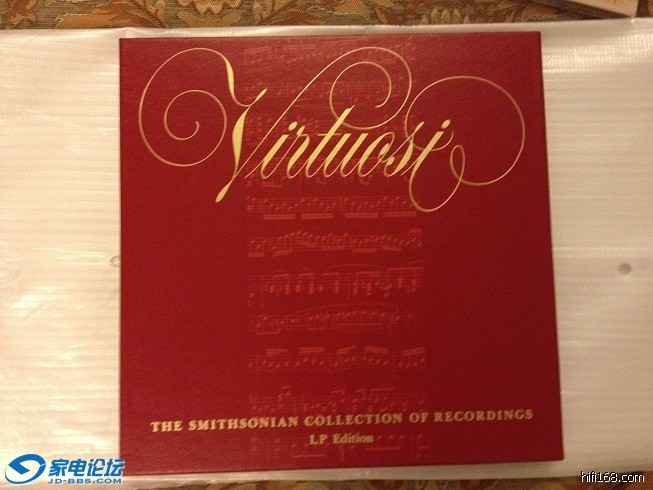 Virtuosi
THE SMITHSONIAN COLLECTION OF RECORDINGS
LP Edition
家电论坛
JD-BBS.COM
hifi168.com